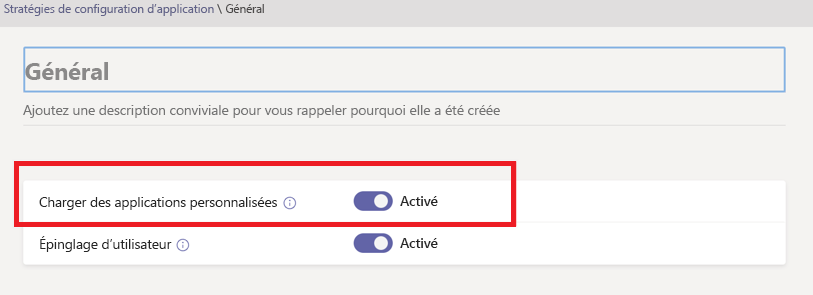 Stratégies de configuration d'application \ Général
Général
Ajoutez une description conviviale pour vous rappeler pourquoi elle a été créée
Charger des applications personnalisées
Activé
Épinglage d'utilisateur
Activé